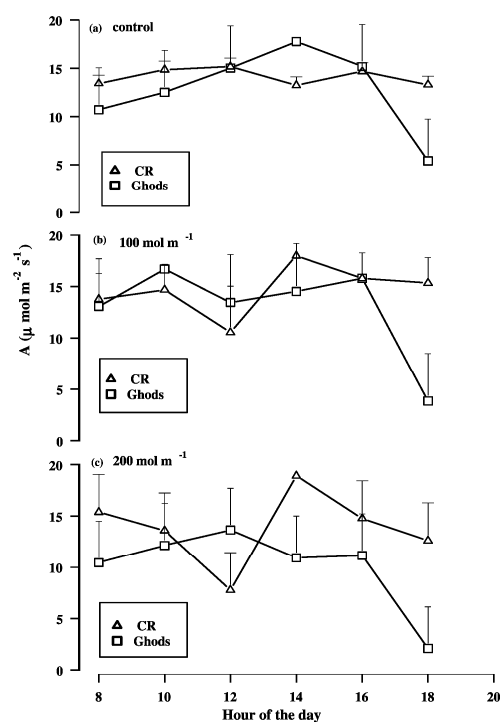 20
(a) control
15
10
5
0
CR
Ghods
20
(b) 100 mol m -1
15
10
5
0
CR
Ghods
A (μ mol m -2 s-1)
20
(c) 200 mol m -1
15
10
5
0
CR
Ghods
8 10 12 14 16 18 20
Hour of the day